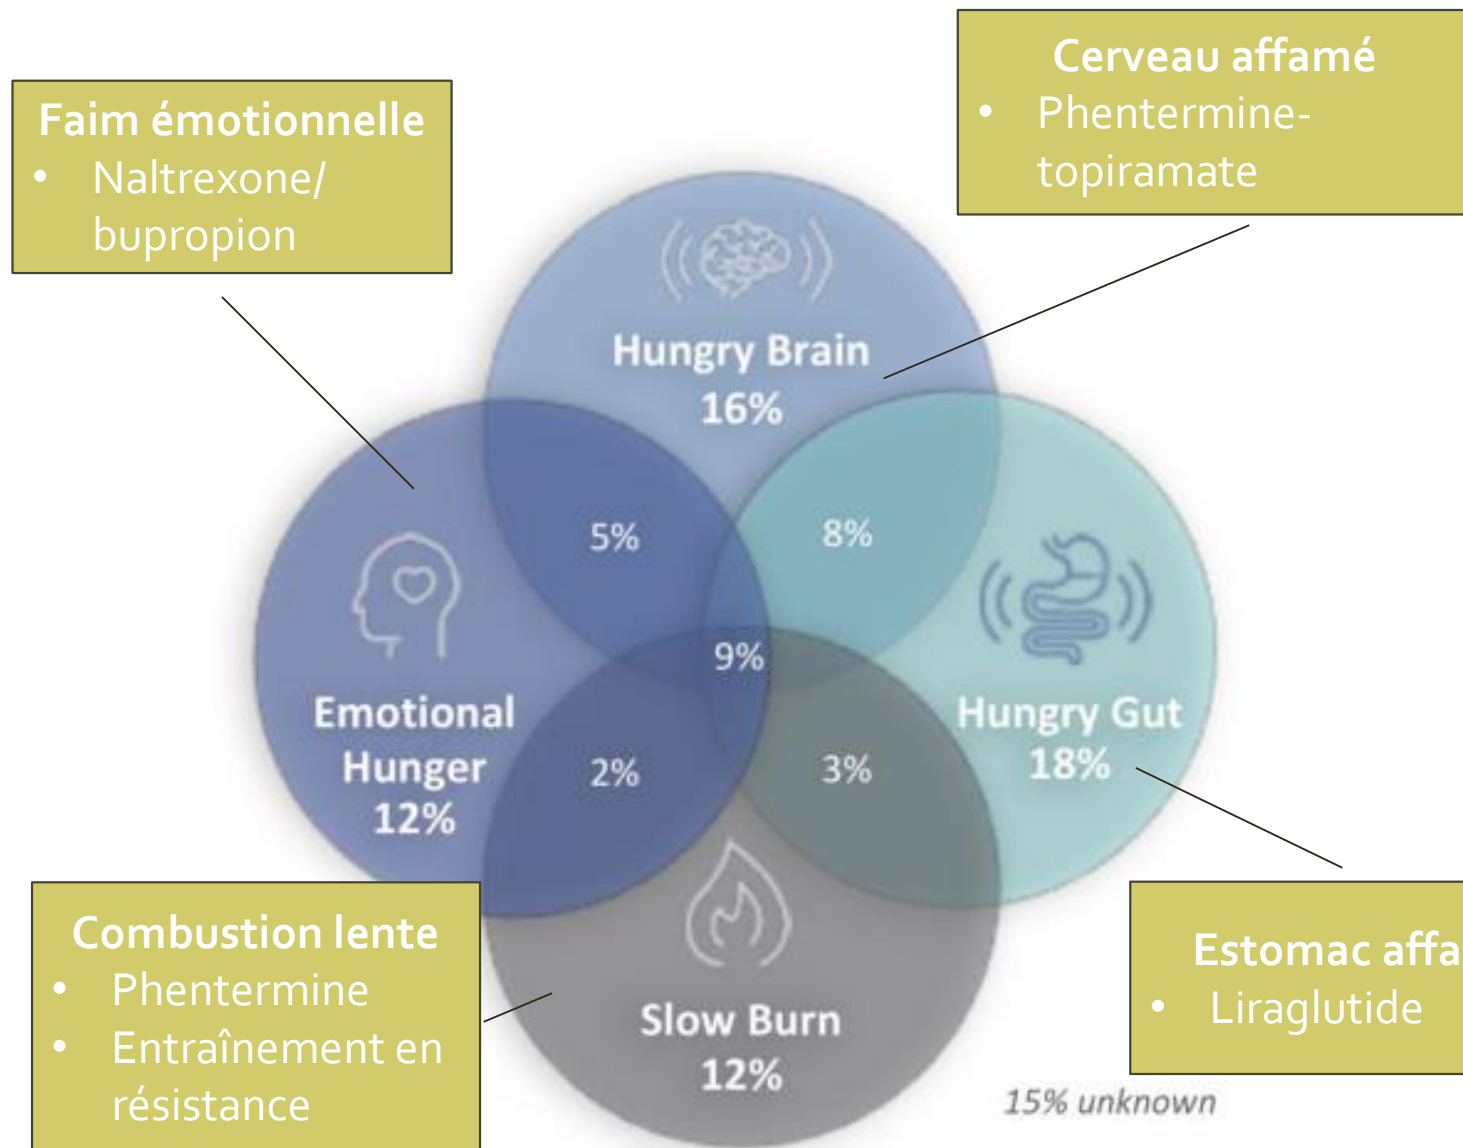 Cerveau affamé
• Phentermine-
topiramate
Faim émotionnelle
• Naltrexone/
bupropion
Hungry Brain
16%
5%
8%
9%
Emotional
Hunger
12%
Hungry Gut
18%
2%
3%
Combustion lente
• Phentermine
• Entraînement en
résistance
Estomac affa
• Liraglutide
Slow Burn
12%
15% unknown